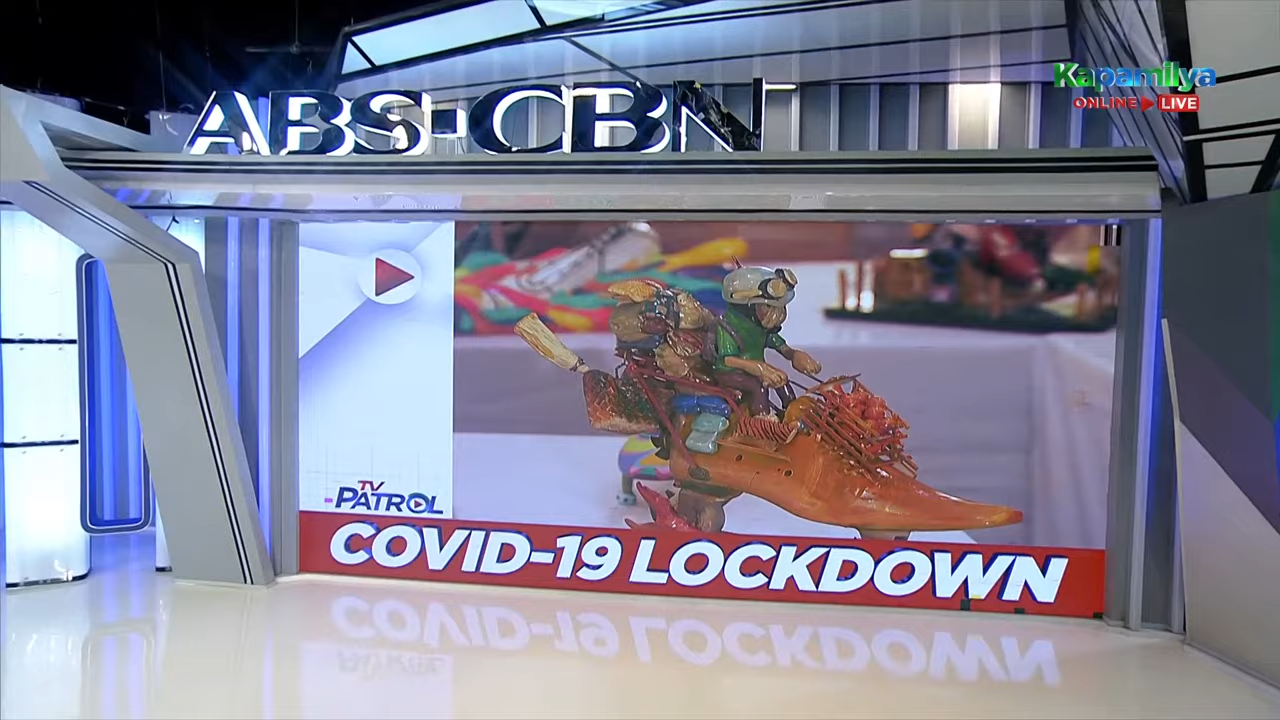 ABS-CBN
Kapamilya
ONLINE LIVE
TV
PATROL
COVID-19 LOCKDOWN